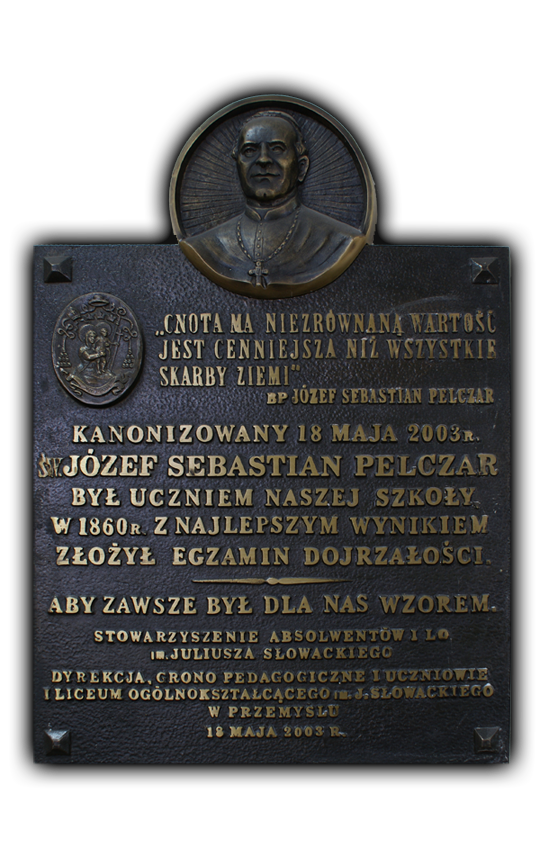 „CNOTA MA NIEZRÓWNANĄ WARTOŚĆ
JEST CENNIEJSZA NIŻ WSZYSTKIE
SKARBY ZIEMI"
BP JÓZEF SEBASTIAN PELCZAR
KANONIZOWANY 18 MAJA 2003R.
ŚW. JÓZEF SEBASTIAN PELCZAR
BYŁ UCZNIEM NASZEJ SZKOŁY.
W 1860R. Z NAJLEPSZYM WYNIKIEM
ZŁOŻYŁ EGZAMIN DOJRZAŁOŚCI.
ABY ZAWSZE BYŁ DLA NAS WZOREM.
STOWARZYSZENIE ABSOLWENTÓW I LO.
IM. JULIUSZA SŁOWACKIEGO
DYREKCJA, GRONO PEDAGOGICZNE I UCZNIOWIE
I LICEUM OGÓLNOKSZTAŁCĄCEGO IM. J. SŁOWACKIEGO
W PRZEMYŚLU
18 MAJA 2003 R.